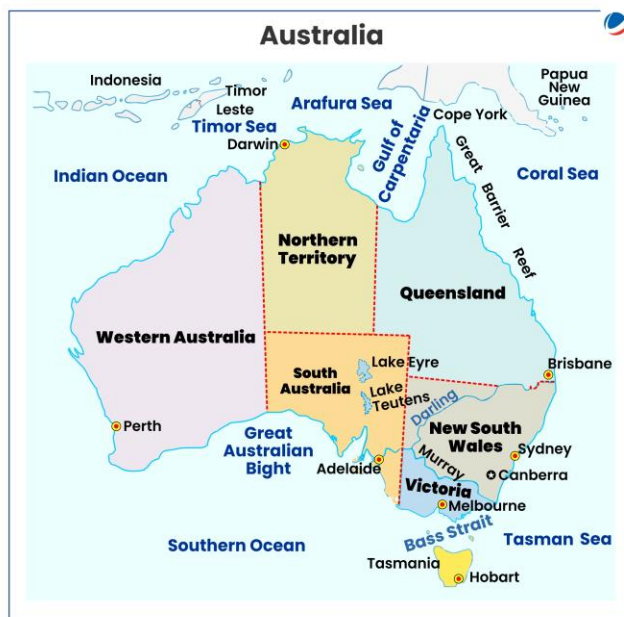 Australia
Indonesia
Timor
Leste
Timor Sea
Arafura Sea
Papua
New
Guinea
Cope York
Darwin
Gulf of
Carpentaria
Great Barrier Reef
Indian Ocean
Coral Sea
Northern
Territory
Queensland
Western Australia
South
Australia
Lake Eyre
Lake
Teutens
Brisbane
Darling
New South
Wales
Perth
Great
Australian
Bight
Adelaide
Murray
Sydney
Canberra
Victoria
Melbourne
Bass Strait
Southern Ocean
Tasman Sea
Tasmania
Hobart